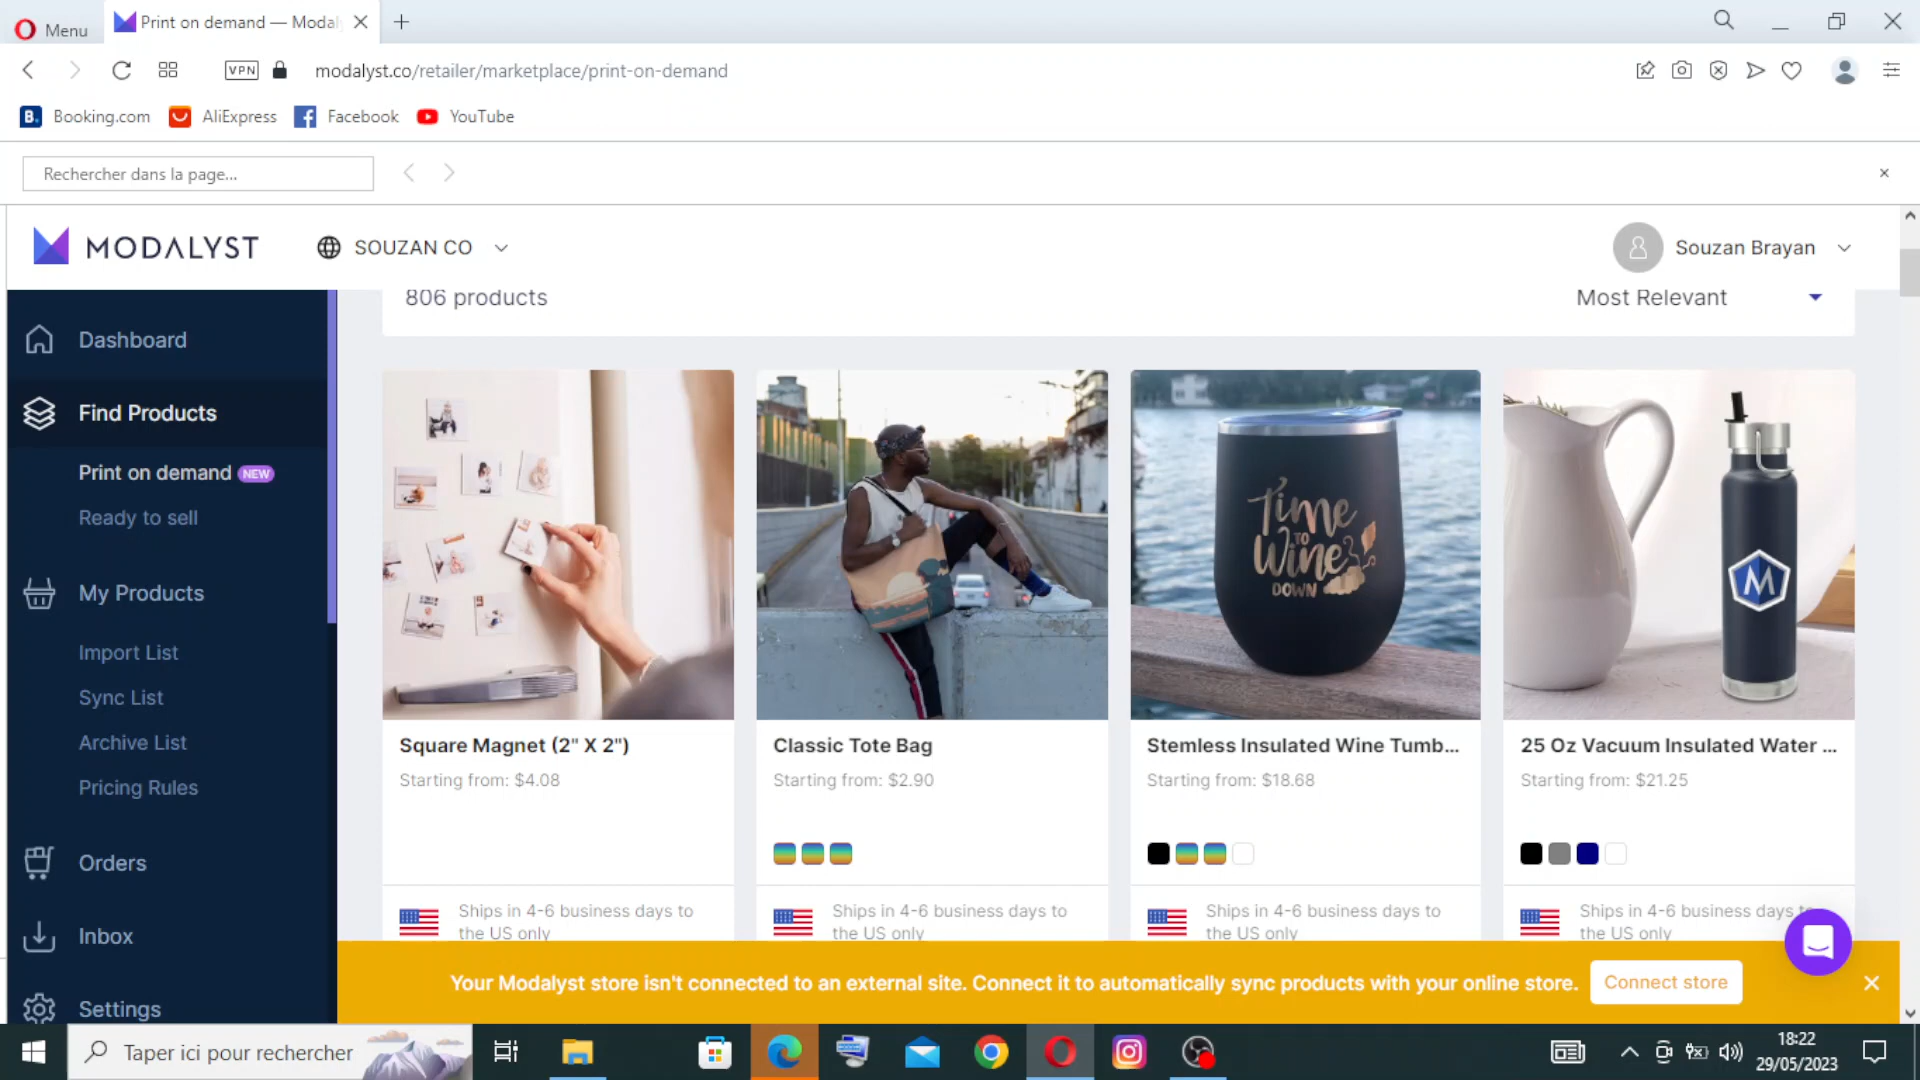 Menu
Print on demand — Modal
VPN
modalyst.co/retailer/marketplace/print-on-demand
Booking.com
AliExpress
Facebook
YouTube
Rechercher dans la page...
MODALYST
SOUZAN CO
Souzan Brayan
806 products
Most Relevant
Dashboard
Find Products
Print on demand NEW
Ready to sell
My Products
Import List
Sync List
Archive List
Pricing Rules
Orders
Inbox
Settings
Time
TO
Wine
DOWN
M
Square Magnet (2" X 2")
Starting from: $4.08
Classic Tote Bag
Starting from: $2.90
Stemless Insulated Wine Tumb...
Starting from: $18.68
25 Oz Vacuum Insulated Water ...
Starting from: $21.25
Ships in 4-6 business days to
the US only
Ships in 4-6 business days to
the US only
Ships in 4-6 business days to
the US only
Ships in 4-6 business days to
the US only
Your Modalyst store isn't connected to an external site. Connect it to automatically sync products with your online store.
Connect store
Taper ici pour rechercher
18:22
29/05/2023